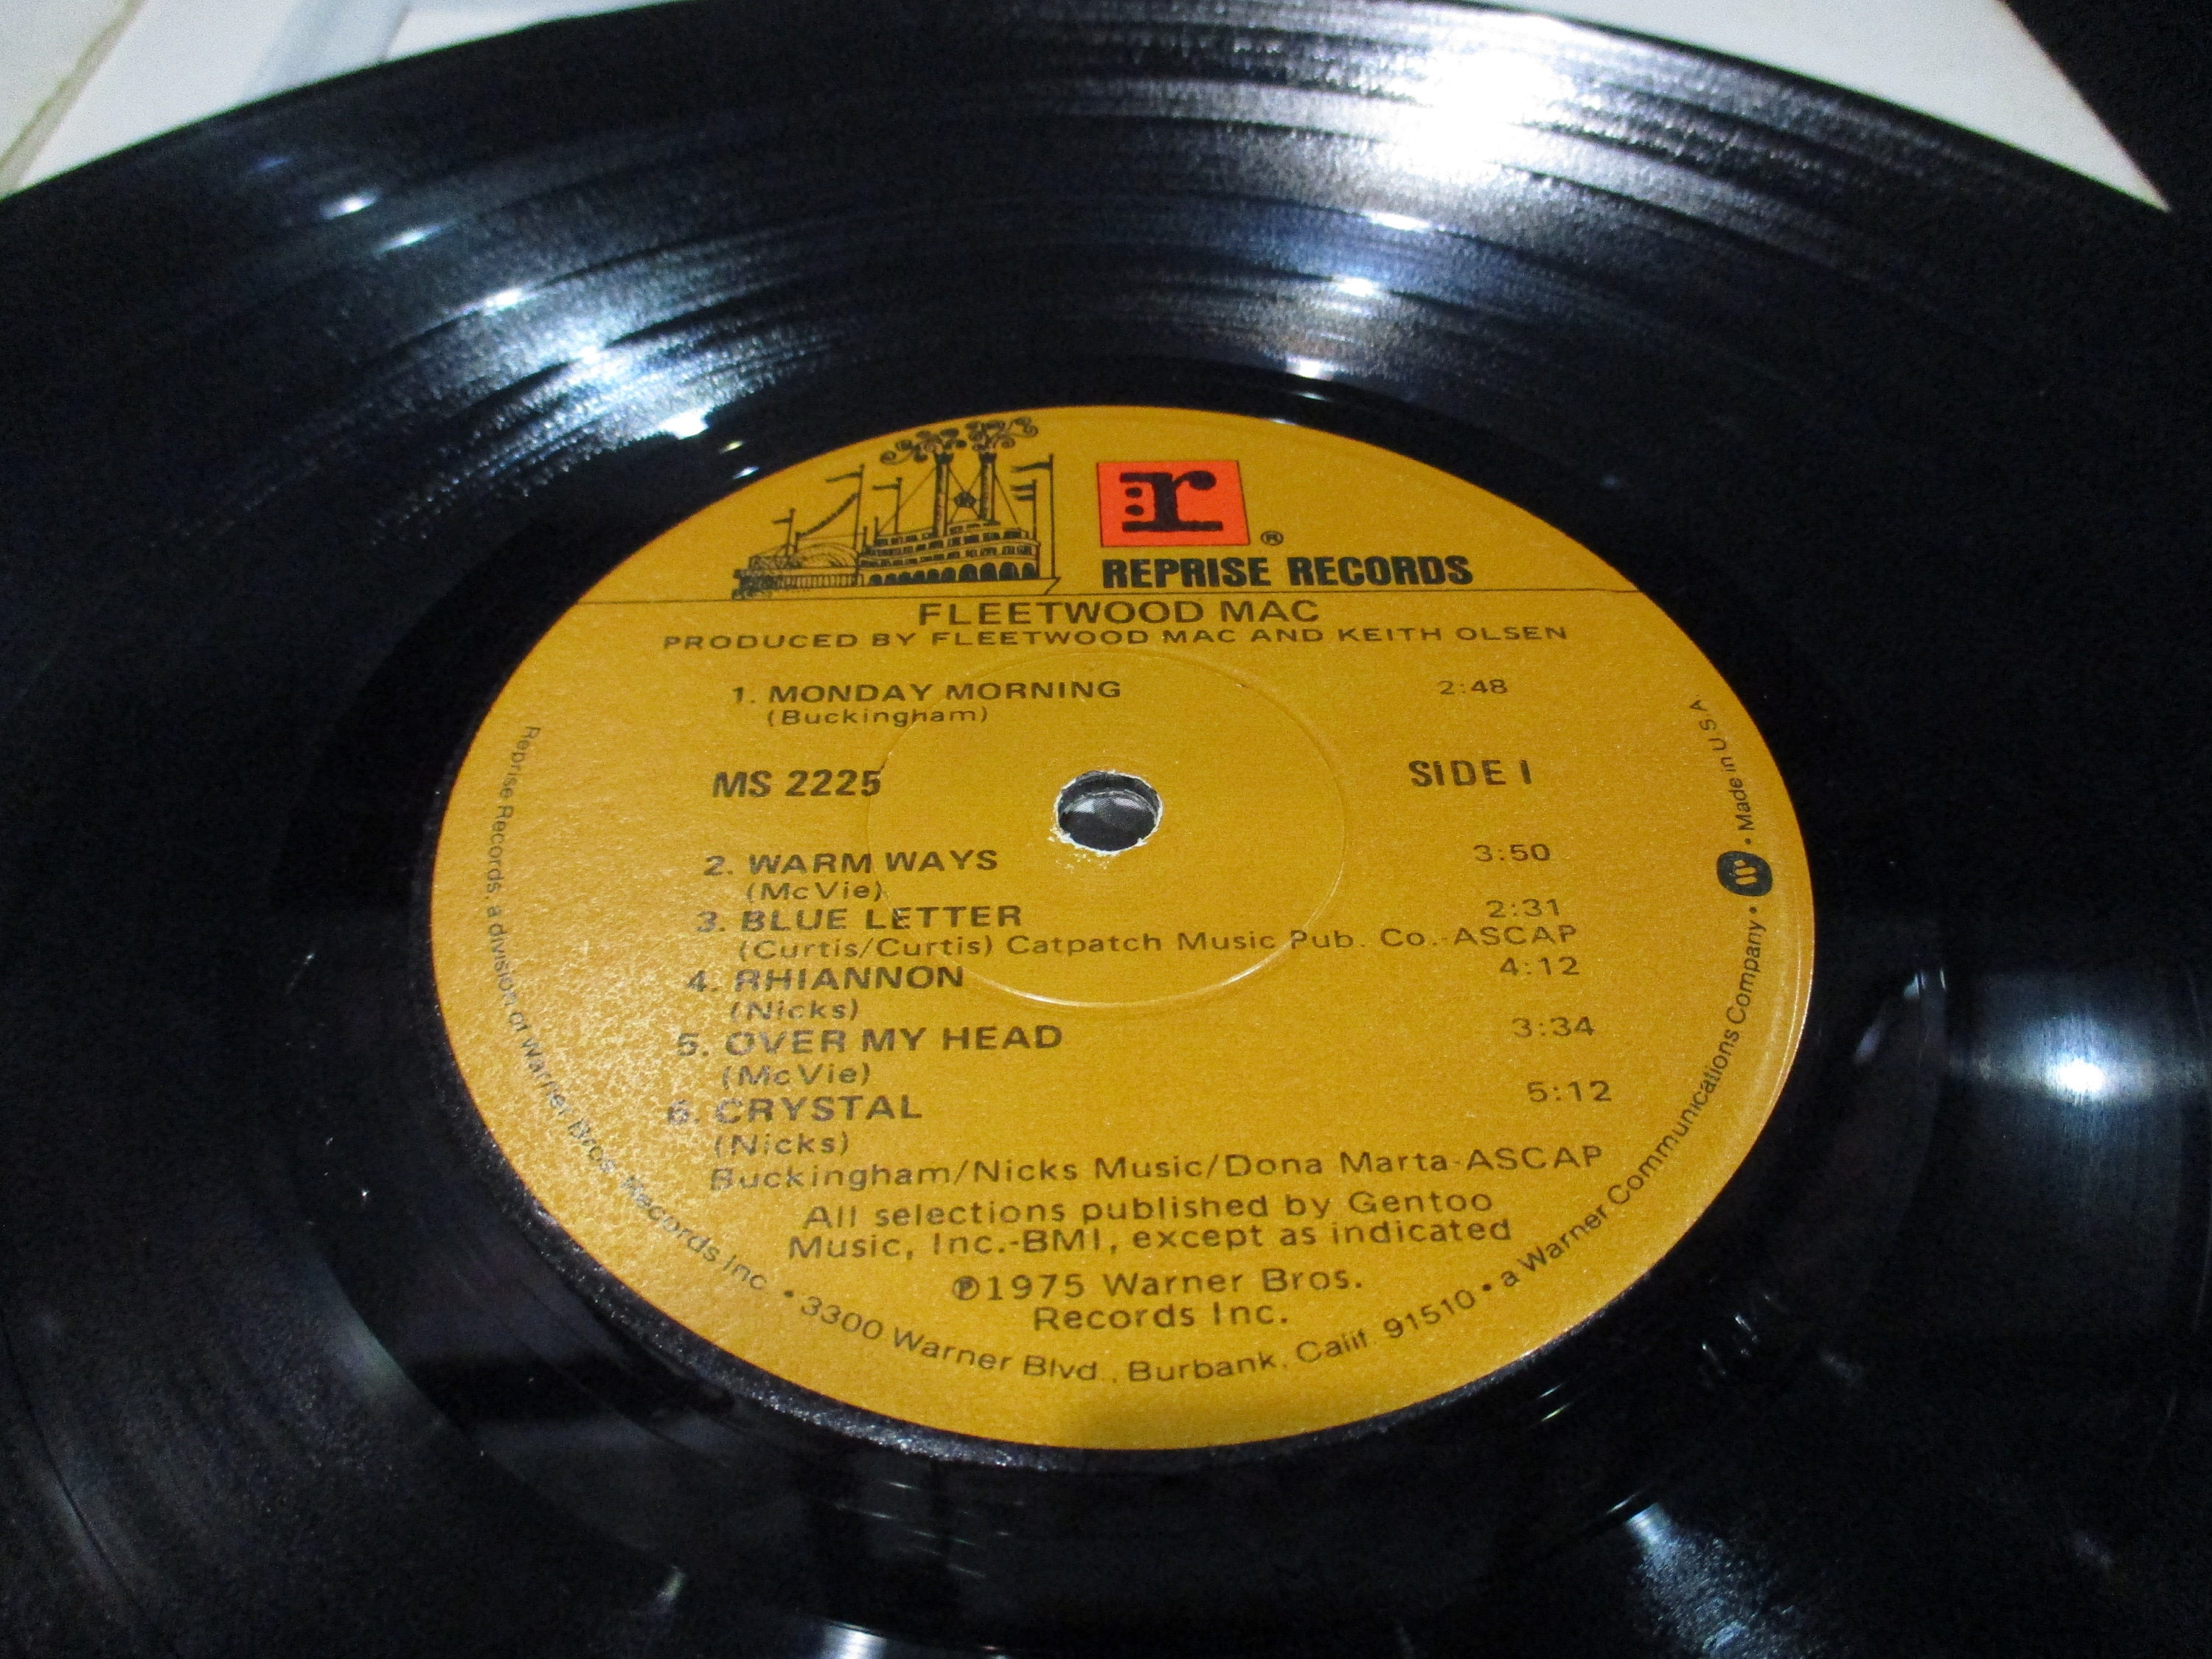 r
®
REPRISE RECORDS
FLEETWOOD MAC
PRODUCED BY FLEETWOOD MAC AND KEITH OLSEN
1. MONDAY MORNING 2:48
(Buckingham)
MS 2225 SIDE I
2. WARM WAYS 3:50
(McVie)
3. BLUE LETTER 2:31
(Curtis/Curtis) Catpatch Music Pub. Co.-ASCAP
4. RHIANNON 4:12
(Nicks)
5. OVER MY HEAD 3:34
(McVie)
6. CRYSTAL 5:12
(Nicks)
Buckingham/Nicks Music/Dona Marta-ASCAP
All selections published by Gentoo
Music, Inc.-BMI, except as indicated
℗1975 Warner Bros.
Records Inc.
Reprise Records, a division of Warner Bros. Records Inc. • 3300 Warner Blvd., Burbank, Calif. 91510 • a Warner Communications Company • W • Made in U.S.A.